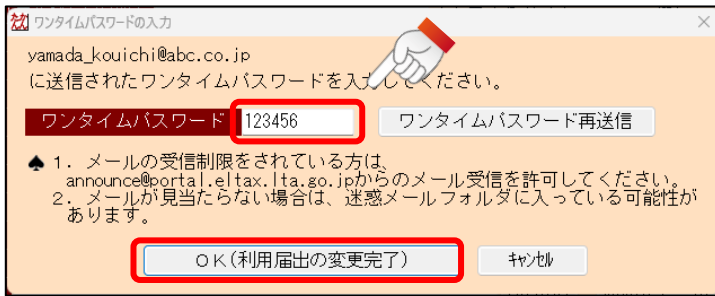 ワンタイムパスワードの入力
yamada_kouichi@abc.co.jp
に送信されたワンタイムパスワードを入力してください。
ワンタイムパスワード 123456 ワンタイムパスワード再送信
♠ 1. メールの受信制限をされている方は、
announce@portal.eltax.lta.go.jpからのメール受信を許可してください。
2. メールが見当たらない場合は、迷惑メールフォルダに入っている可能性が
あります。
OK(利用届出の変更完了) ｷｬﾝｾﾙ